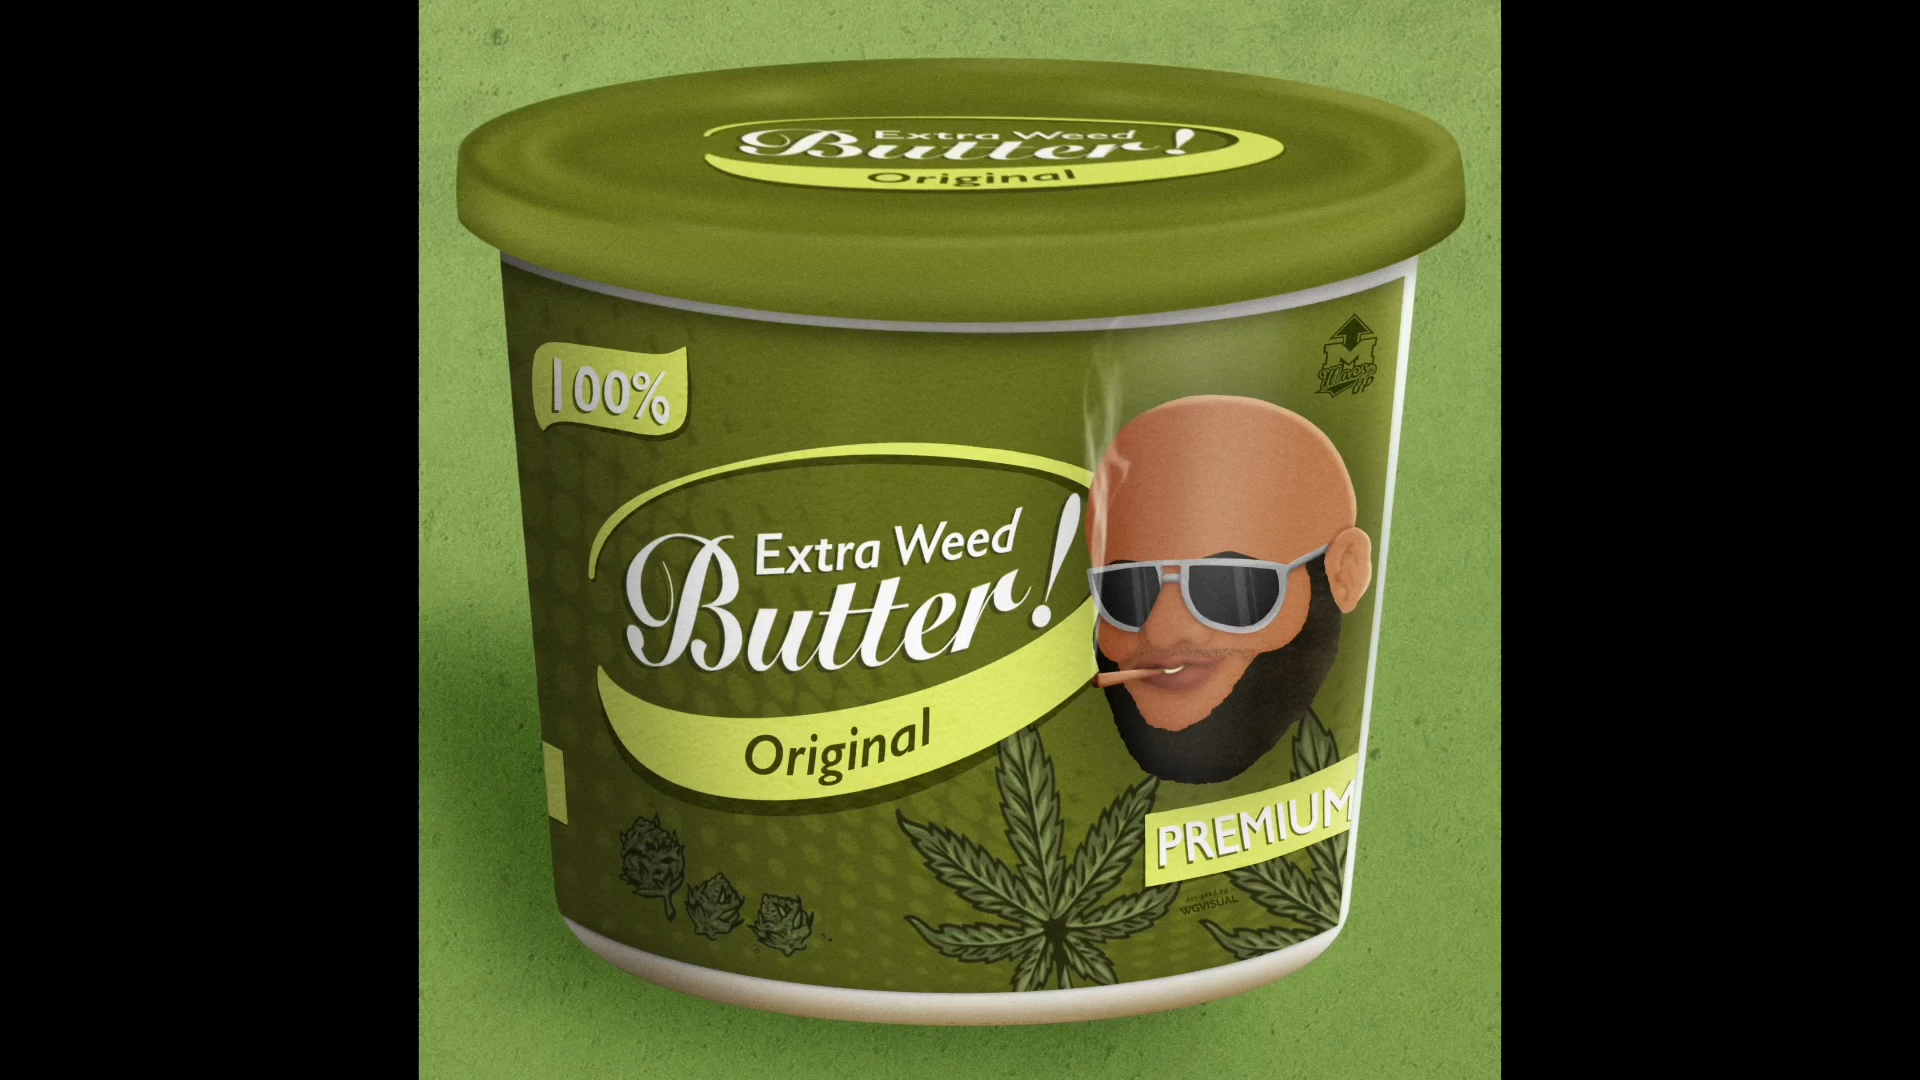 Extra Weed
Butter!
Original
100%
Extra Weed
Butter!
Original
PREMIUM
designed by
WGVISUAL